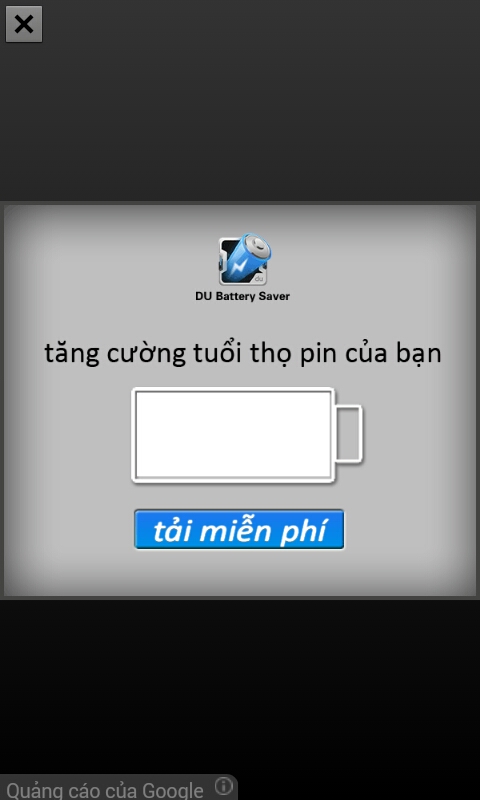 DU Battery Saver
tăng cường tuổi thọ pin của bạn
tải miễn phí
Quảng cáo của Google